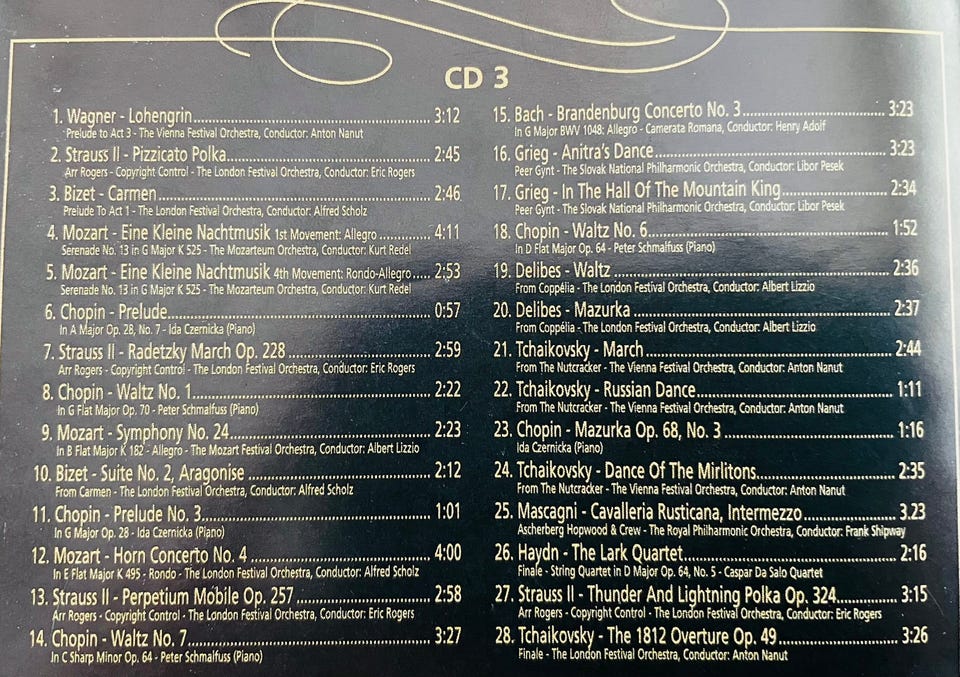 CD 3
1. Wagner - Lohengrin 3:12
Prelude to Act 3 - The Vienna Festival Orchestra, Conductor: Anton Nanut
2. Strauss II - Pizzicato Polka 2:45
Arr Rogers - Copyright Control - The London Festival Orchestra, Conductor: Eric Rogers
3. Bizet - Carmen 2:46
Prelude To Act 1 - The London Festival Orchestra, Conductor: Alfred Scholz
4. Mozart - Eine Kleine Nachtmusik 1st Movement: Allegro 4:11
Serenade No. 13 in G Major K 525 - The Mozarteum Orchestra, Conductor: Kurt Redel
5. Mozart - Eine Kleine Nachtmusik 4th Movement: Rondo-Allegro 2:53
Serenade No. 13 in G Major K 525 - The Mozarteum Orchestra, Conductor: Kurt Redel
6. Chopin - Prelude 0:57
In A Major Op. 28, No. 7 - Ida Czernicka (Piano)
7. Strauss II - Radetzky March Op. 228 2:59
Arr Rogers - Copyright Control - The London Festival Orchestra, Conductor: Eric Rogers
8. Chopin - Waltz No. 1 2:22
In G Flat Major Op. 70 - Peter Schmalfuss (Piano)
9. Mozart - Symphony No. 24 2:23
In B Flat Major K 182 - Allegro - The Mozart Festival Orchestra, Conductor: Albert Lizzio
10. Bizet - Suite No. 2, Aragonise 2:12
From Carmen - The London Festival Orchestra, Conductor: Alfred Scholz
11. Chopin - Prelude No. 3 1:01
In G Major Op. 28 - Ida Czernicka (Piano)
12. Mozart - Horn Concerto No. 4 4:00
In E Flat Major K 495 - Rondo - The London Festival Orchestra, Conductor: Alfred Scholz
13. Strauss II - Perpetium Mobile Op. 257 2:58
Arr Rogers - Copyright Control - The London Festival Orchestra, Conductor: Eric Rogers
14. Chopin - Waltz No. 7 3:27
In C Sharp Minor Op. 64 - Peter Schmalfuss (Piano)
15. Bach - Brandenburg Concerto No. 3 3:23
In G Major BWV 1048: Allegro - Camerata Romana, Conductor: Henry Adolf
16. Grieg - Anitra's Dance 3:23
Peer Gynt - The Slovak National Philharmonic Orchestra, Conductor: Libor Pesek
17. Grieg - In The Hall Of The Mountain King 2:34
Peer Gynt - The Slovak National Philharmonic Orchestra, Conductor: Libor Pesek
18. Chopin - Waltz No. 6 1:52
In D Flat Major Op. 64 - Peter Schmalfuss (Piano)
19. Delibes - Waltz 2:36
From Coppélia - The London Festival Orchestra, Conductor: Albert Lizzio
20. Delibes - Mazurka 2:37
From Coppélia - The London Festival Orchestra, Conductor: Albert Lizzio
21. Tchaikovsky - March 2:44
From The Nutcracker - The Vienna Festival Orchestra, Conductor: Anton Nanut
22. Tchaikovsky - Russian Dance 1:11
From The Nutcracker - The Vienna Festival Orchestra, Conductor: Anton Nanut
23. Chopin - Mazurka Op. 68, No. 3 1:16
Ida Czernicka (Piano)
24. Tchaikovsky - Dance Of The Mirlitons 2:35
From The Nutcracker - The Vienna Festival Orchestra, Conductor: Anton Nanut
25. Mascagni - Cavalleria Rusticana, Intermezzo 3.23
Ascherberg Hopwood & Crew - The Royal Philharmonic Orchestra, Conductor: Frank Shipway
26. Haydn - The Lark Quartet 2:16
Finale - String Quartet in D Major Op. 64, No. 5 - Caspar Da Salo Quartet
27. Strauss II - Thunder And Lightning Polka Op. 324 3:15
Arr Rogers - Copyright Control - The London Festival Orchestra, Conductor: Eric Rogers
28. Tchaikovsky - The 1812 Overture Op. 49 3:26
Finale - The London Festival Orchestra, Conductor: Anton Nanut